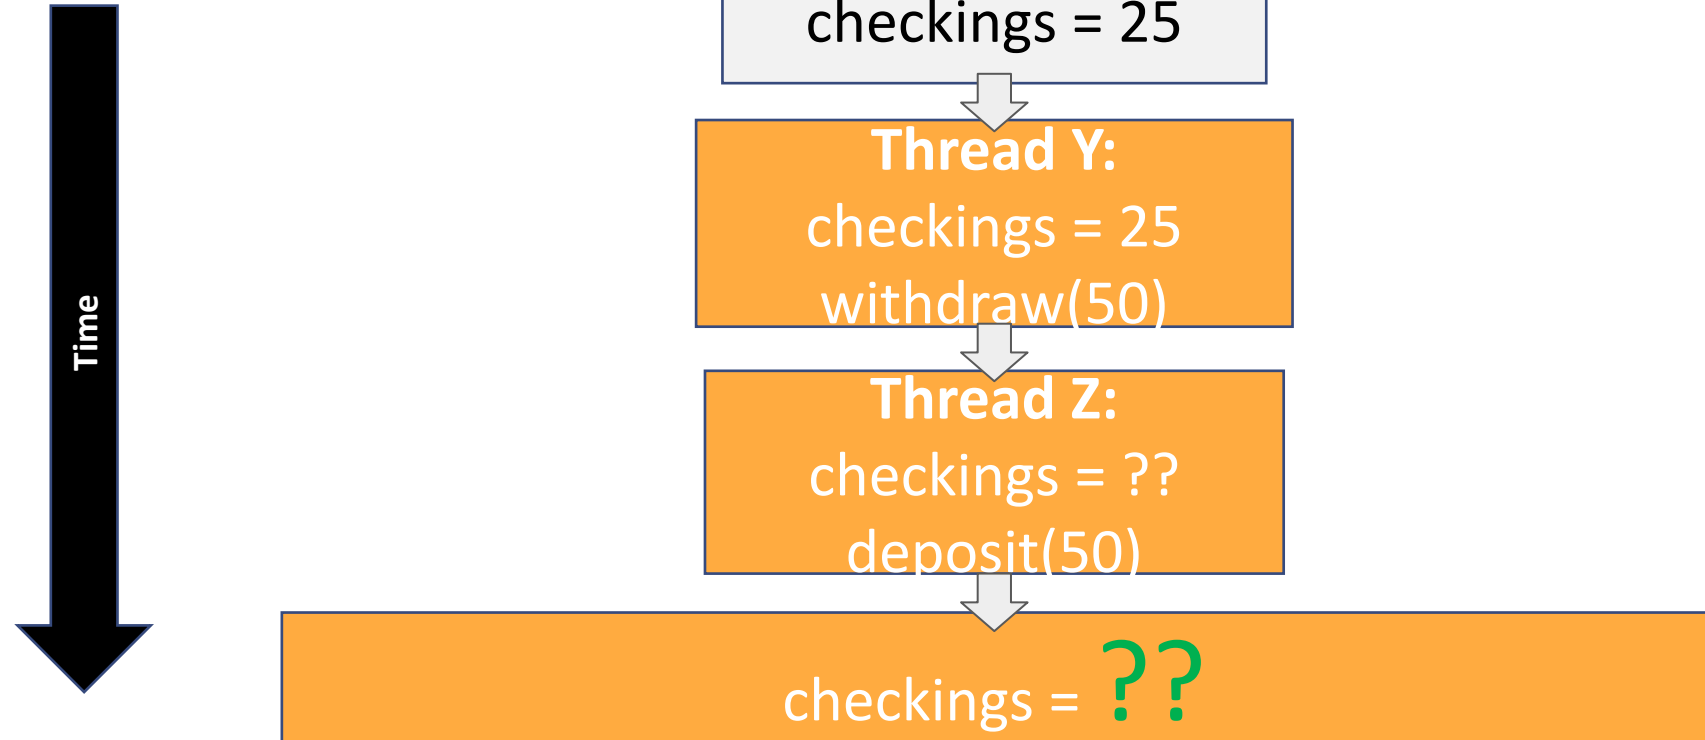 checkings = 25
Thread Y:
checkings = 25
withdraw(50)
Time
Thread Z:
checkings = ??
deposit(50)
checkings = ??